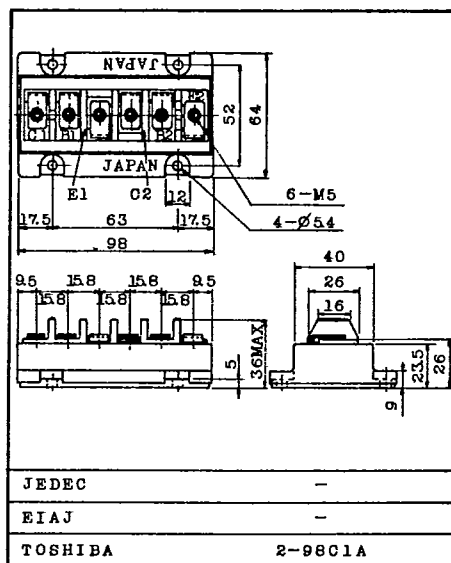 JAPAN
C1 B1 B2 E2
JAPAN
E1 C2
52
64
12
6-M5
4-Ø5.4
17.5 63 17.5
98
9.5 15.8 15.8 9.5
15.8 15.8 15.8
36MAX
5
40
26
16
9
23.5
26
JEDEC –
EIAJ –
TOSHIBA 2-98C1A